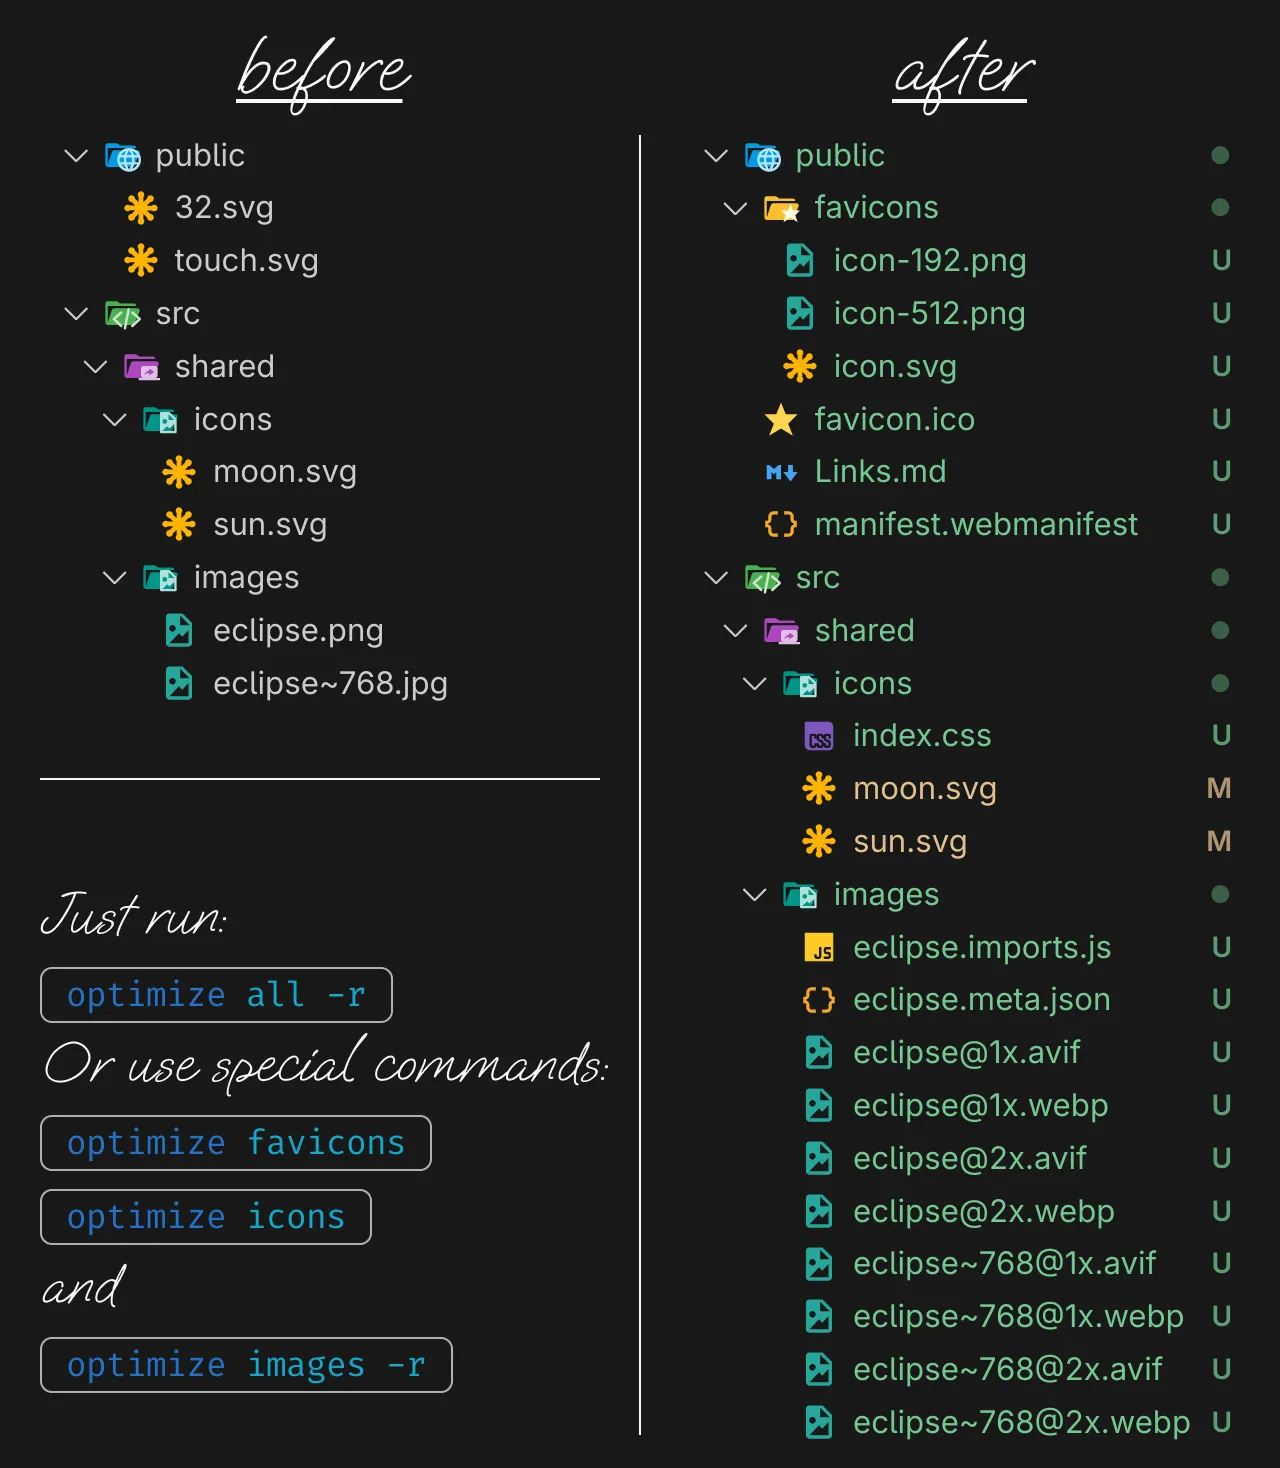 before
public
32.svg
touch.svg
src
shared
icons
moon.svg
sun.svg
images
eclipse.png
eclipse~768.jpg
Just run:
optimize all -r
Or use special commands:
optimize favicons
optimize icons
and
optimize images -r
after
public
favicons
icon-192.png U
icon-512.png U
icon.svg U
favicon.ico U
M Links.md U
{} manifest.webmanifest U
src
shared
icons
CSS index.css U
moon.svg M
sun.svg M
images
JS eclipse.imports.js U
{} eclipse.meta.json U
eclipse@1x.avif U
eclipse@1x.webp U
eclipse@2x.avif U
eclipse@2x.webp U
eclipse~768@1x.avif U
eclipse~768@1x.webp U
eclipse~768@2x.avif U
eclipse~768@2x.webp U